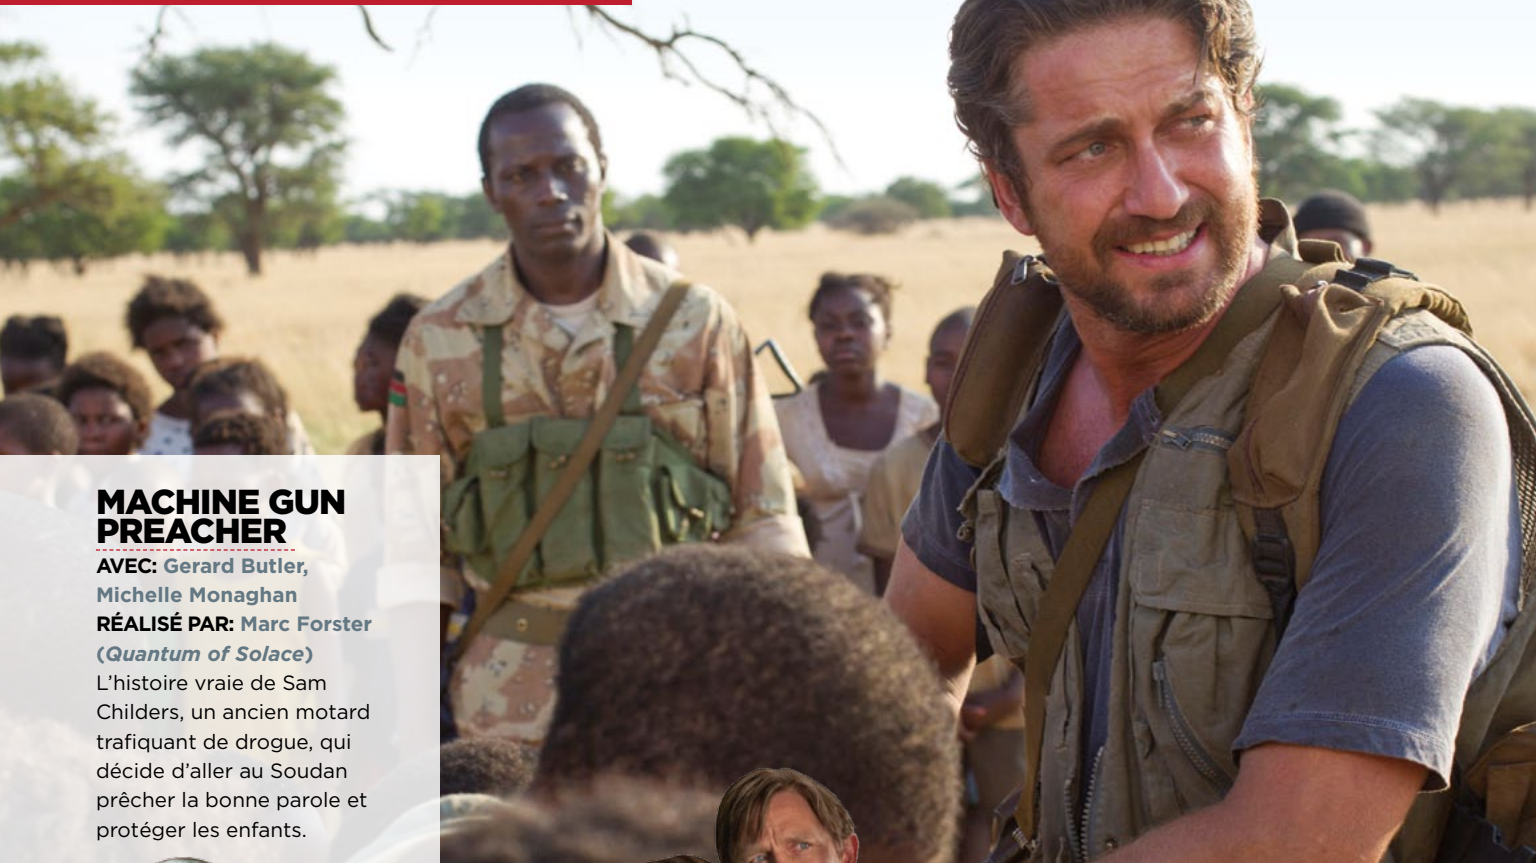 MACHINE GUN
PREACHER
AVEC: Gerard Butler,
Michelle Monaghan
RÉALISÉ PAR: Marc Forster
(Quantum of Solace)
L’histoire vraie de Sam
Childers, un ancien motard
trafiquant de drogue, qui
décide d’aller au Soudan
prêcher la bonne parole et
protéger les enfants.